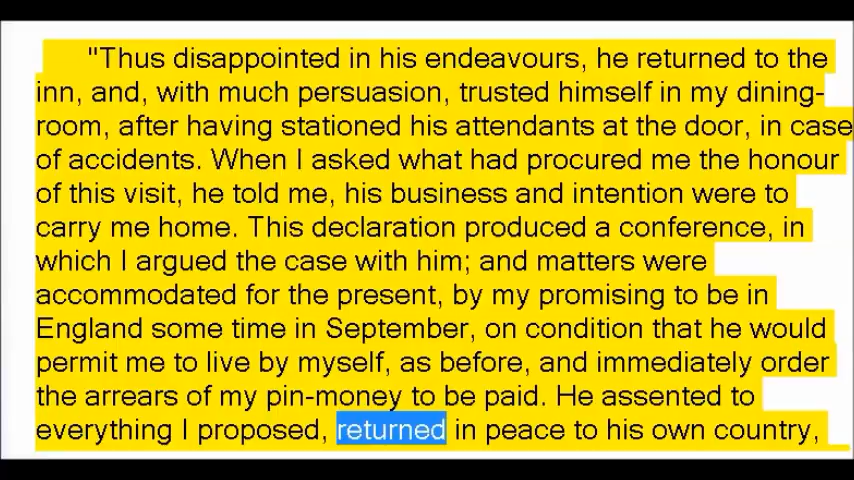 "Thus disappointed in his endeavours, he returned to the
inn, and, with much persuasion, trusted himself in my dining-
room, after having stationed his attendants at the door, in case
of accidents. When I asked what had procured me the honour
of this visit, he told me, his business and intention were to
carry me home. This declaration produced a conference, in
which I argued the case with him; and matters were
accommodated for the present, by my promising to be in
England some time in September, on condition that he would
permit me to live by myself, as before, and immediately order
the arrears of my pin-money to be paid. He assented to
everything I proposed, returned in peace to his own country,